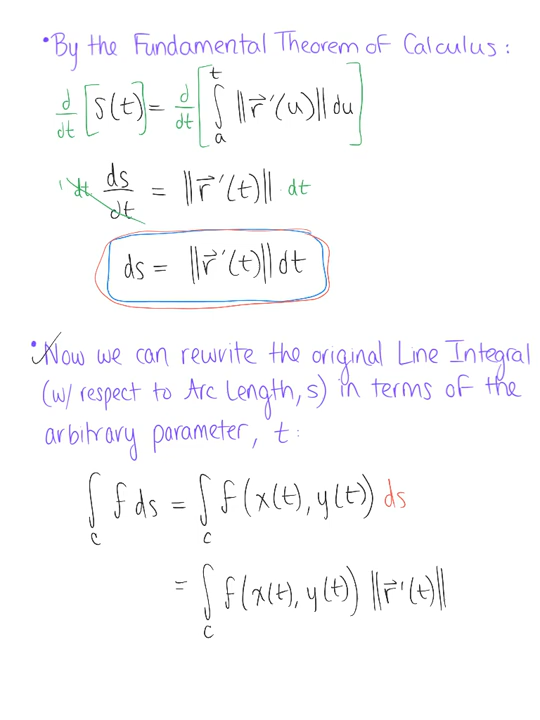 • By the Fundamental Theorem of Calculus :
d/dt [S(t)] = d/dt [∫_a^t ‖r⃗ ′(u)‖ du]
1 dt ds/dt = ‖r⃗ ′(t)‖ · dt
ds = ‖r⃗ ′(t)‖ dt
• Now we can rewrite the original Line Integral
(w/ respect to Arc Length, s) in terms of the
arbitrary parameter, t:
∫_C f ds = ∫_C f(x(t), y(t)) ds
= ∫_C f(x(t), y(t)) ‖r⃗ ′(t)‖